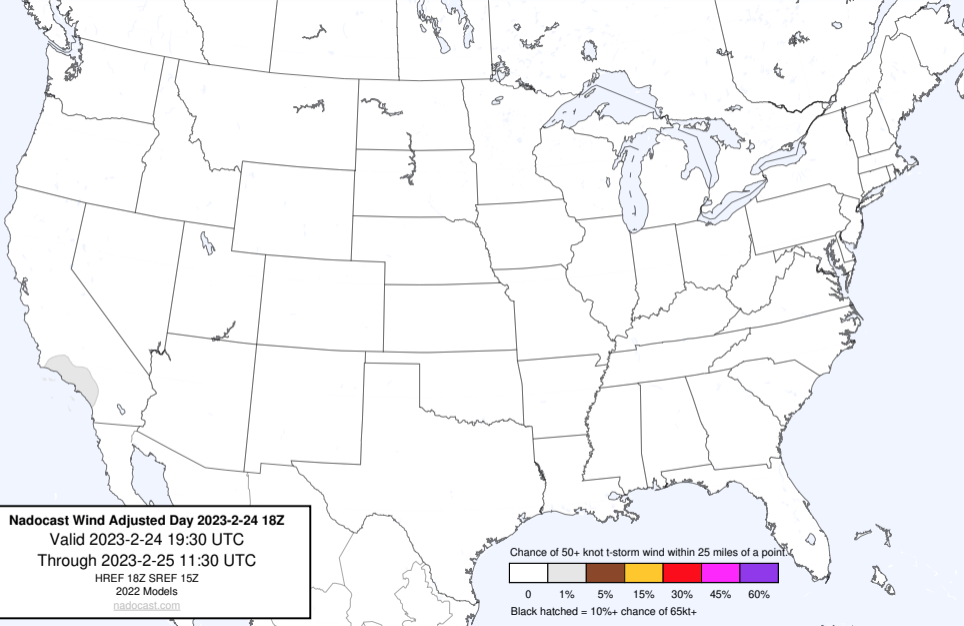 Nadocast Wind Adjusted Day 2023-2-24 18Z
Valid 2023-2-24 19:30 UTC
Through 2023-2-25 11:30 UTC
HREF 18Z SREF 15Z
2022 Models
nadocast.com
Chance of 50+ knot t-storm wind within 25 miles of a point.
0 1% 5% 15% 30% 45% 60%
Black hatched = 10%+ chance of 65kt+